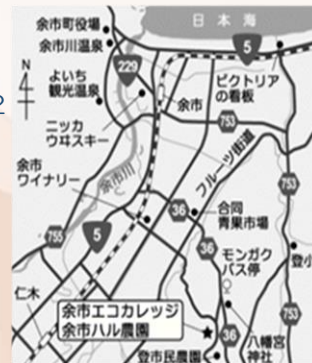 日本海
余市町役場
余市川温泉
5
229
N
よいち
観光温泉
ビクトリア
の看板
余市
ニッカ
ウヰスキー
753
フルーツ街道
余市
ワイナリー
余市川
753
36
合同
青果市場
755
5
36
モンガク
バス停
登小
仁木
余市エコカレッジ
余市ハル農園
753
36
八幡宮
神社
登市民農園